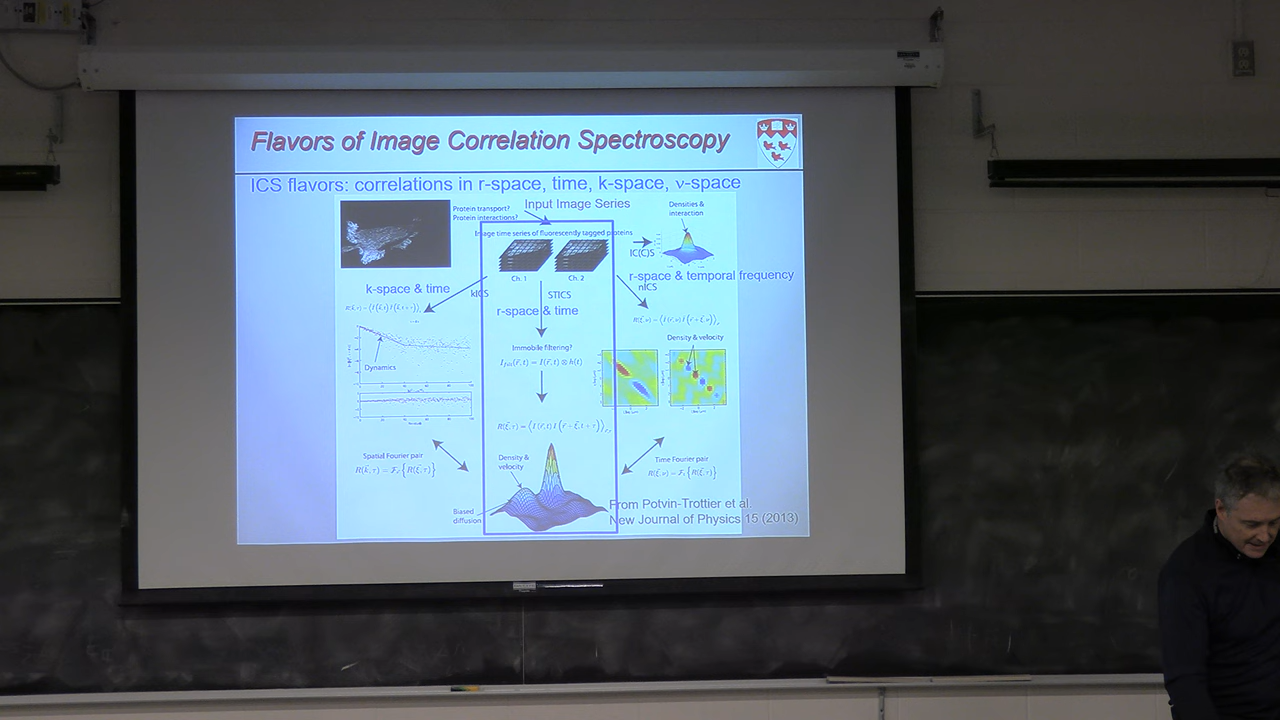 Flavors of Image Correlation Spectroscopy
ICS flavors: correlations in r-space, time, k-space, ν-space
Protein transport?
Protein interactions?
Input Image Series
Densities &
interaction
Image time series of fluorescently tagged proteins
IC(C)S
Ch. 1
Ch. 2
r-space & temporal frequency
k-space & time
kICS
STICS
nICS
r-space & time
Density & velocity
Immobile filtering?
Dynamics
Spatial Fourier pair
Density &
velocity
Time Fourier pair
Biased
diffusion
From Potvin-Trottier et al.
New Journal of Physics 15 (2013)